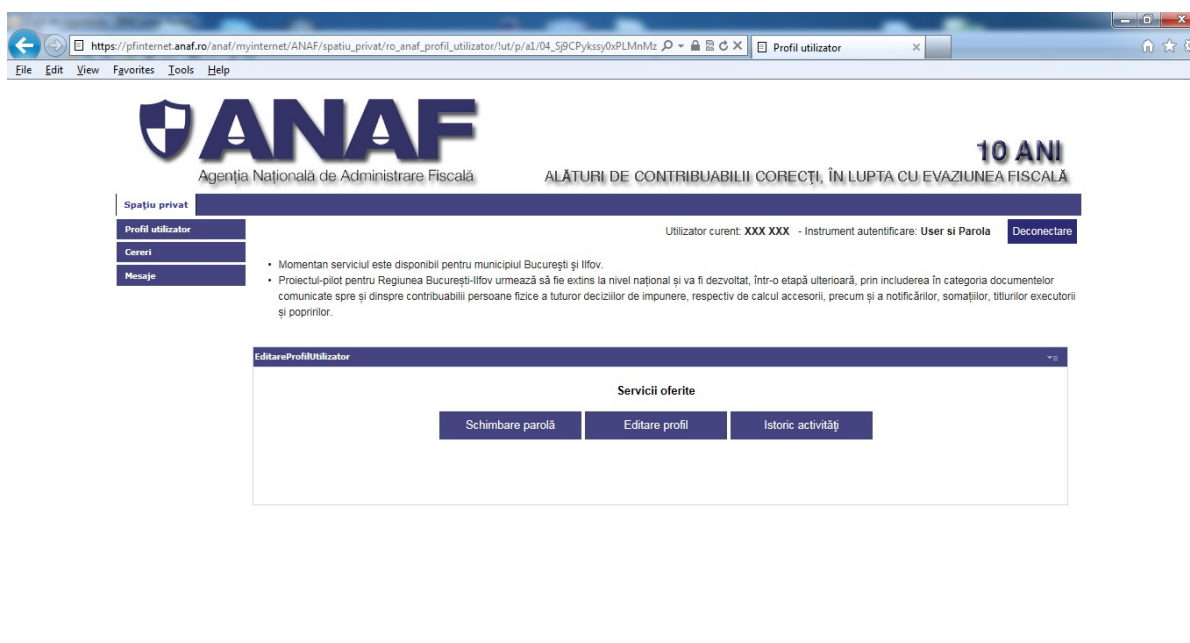 https://pfinternet.anaf.ro/anaf/myinternet/ANAF/spatiu_privat/ro_anaf_profil_utilizator/!ut/p/a1/04_Sj9CPykssy0xPLMnMz
Profil utilizator
File Edit View Favorites Tools Help
ANAF
Agenția Națională de Administrare Fiscală
10 ANI
ALĂTURI DE CONTRIBUABILII CORECȚI, ÎN LUPTA CU EVAZIUNEA FISCALĂ
Spațiu privat
Profil utilizator
Cereri
Mesaje
Utilizator curent: XXX XXX - Instrument autentificare: User si Parola
Deconectare
• Momentan serviciul este disponibil pentru municipiul București și Ilfov.
• Proiectul-pilot pentru Regiunea București-Ilfov urmează să fie extins la nivel național și va fi dezvoltat, într-o etapă ulterioară, prin includerea în categoria documentelor
comunicate spre și dinspre contribuabilii persoane fizice a tuturor deciziilor de impunere, respectiv de calcul accesorii, precum și a notificărilor, somațiilor, titlurilor executorii
și popririlor.
EditareProfilUtilizator
Servicii oferite
Schimbare parolă
Editare profil
Istoric activități